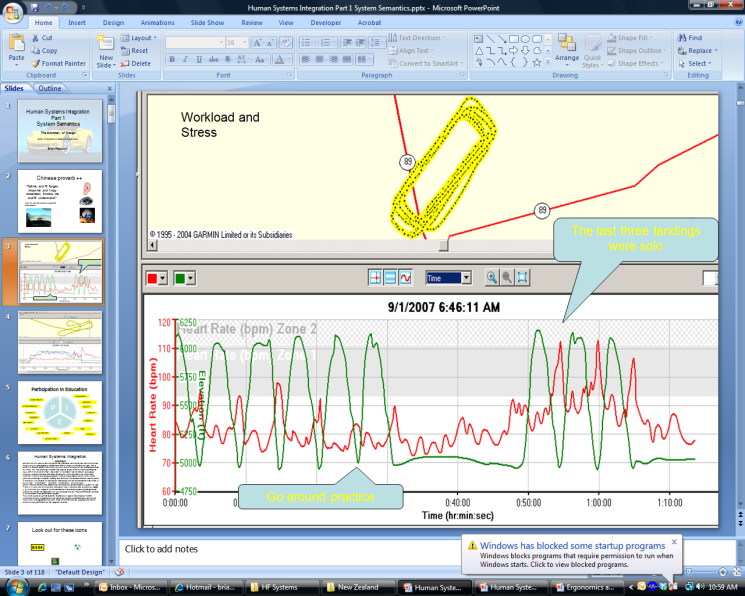 Human Systems Integration Part 1 System Semantics.pptx - Microsoft PowerPoint
Home Insert Design Animations Slide Show Review View Developer Acrobat
Cut
Copy
Format Painter
Paste
Clipboard
New
Slide
Layout
Reset
Delete
Slides
16
Font
Text Direction
Align Text
Convert to SmartArt
Paragraph
Arrange
Quick
Styles
Shape Fill
Shape Outline
Shape Effects
Drawing
Find
Replace
Select
Editing
Slides Outline
1
Human Systems Integration
Part 1
System Semantics
2
Chinese proverb ++
3
4
5
Participation in Education
6
Human Systems Integration
7
Look out for these icons
Workload and
Stress
89
89
© 1995 - 2004 GARMIN Limited or its Subsidiaries
The last three landings
were solo
Time
9/1/2007 6:46:11 AM
Heart Rate (bpm) Zone 2
Heart Rate (bpm) Zone 1
Heart Rate (bpm)
120
110
100
90
80
70
60
Elevation (ft)
6250
6000
5750
5500
5250
5000
4750
0:00:00 0:40:00 0:50:00 1:00:00 1:10:00
Time (hr:min:sec)
Go around practice
Click to add notes
Windows has blocked some startup programs
Windows blocks programs that require permission to run when
Windows starts. Click to view blocked programs.
Slide 3 of 118 "Default Design"
Inbox - Micros... Hotmail - bria... HF Systems New Zealand Human Syste... Human Syste... Ergonomics a... 10:59 AM